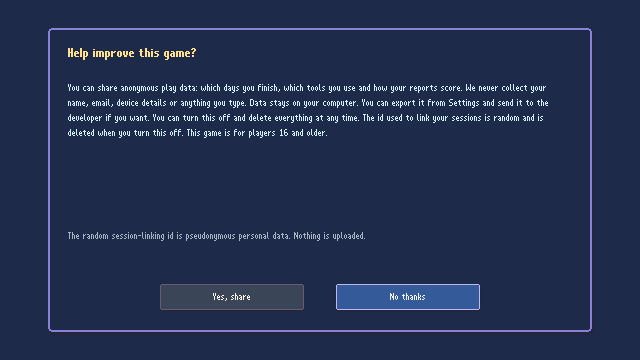 Help improve this game?
You can share anonymous play data: which days you finish, which tools you use and how your reports score. We never collect your
name, email, device details or anything you type. Data stays on your computer. You can export it from Settings and send it to the
developer if you want. You can turn this off and delete everything at any time. The id used to link your sessions is random and is
deleted when you turn this off. This game is for players 16 and older.
The random session-linking id is pseudonymous personal data. Nothing is uploaded.
Yes, share
No thanks